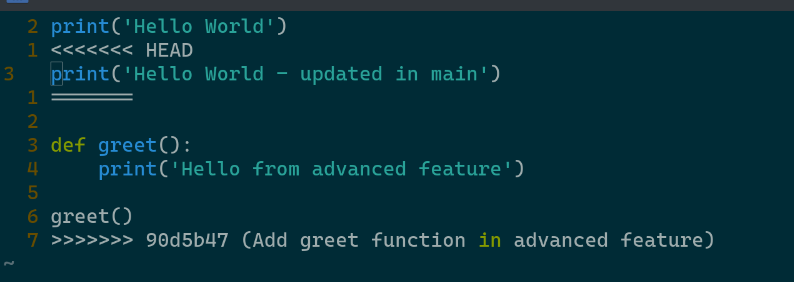 2 print('Hello World')
1 <<<<<<< HEAD
3 print('Hello World - updated in main')
1 =======
2
3 def greet():
4     print('Hello from advanced feature')
5
6 greet()
7 >>>>>>> 90d5b47 (Add greet function in advanced feature)
~